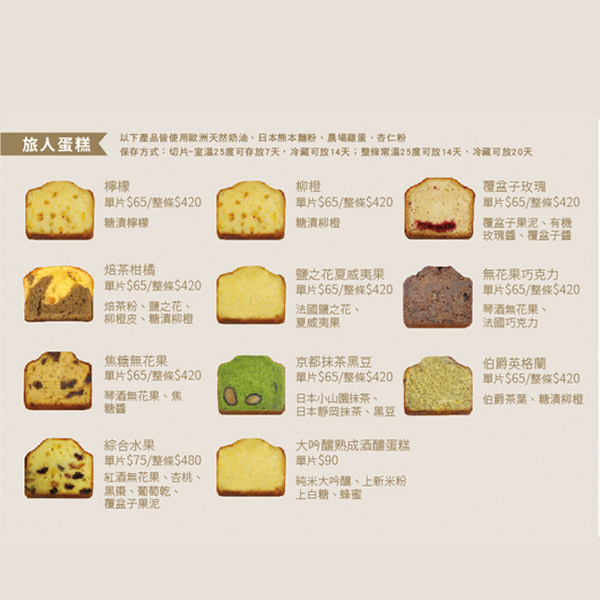 旅人蛋糕
以下產品皆使用歐洲天然奶油、日本熊本麵粉、農場雞蛋、杏仁粉
保存方式：切片-室溫25度可存放7天，冷藏可放14天；整條常溫25度可放14天，冷藏可放20天
檸檬
單片$65/整條$420
糖漬檸檬
柳橙
單片$65/整條$420
糖漬柳橙
覆盆子玫瑰
單片$65/整條$420
覆盆子果泥、有機
玫瑰醬、覆盆子醬
焙茶柑橘
單片$65/整條$420
焙茶粉、鹽之花、
柳橙皮、糖漬柳橙
鹽之花夏威夷果
單片$65/整條$420
法國鹽之花、
夏威夷果
無花果巧克力
單片$65/整條$420
琴酒無花果、
法國巧克力
焦糖無花果
單片$65/整條$420
琴酒無花果、焦
糖醬
京都抹茶黑豆
單片$65/整條$420
日本小山園抹茶、
日本靜岡抹茶、黑豆
伯爵英格蘭
單片$65/整條$420
伯爵茶葉、糖漬柳橙
綜合水果
單片$75/整條$480
紅酒無花果、杏桃、
黑棗、葡萄乾、
覆盆子果泥
大吟釀熟成酒釀蛋糕
單片$90
純米大吟釀、上新米粉
上白糖、蜂蜜